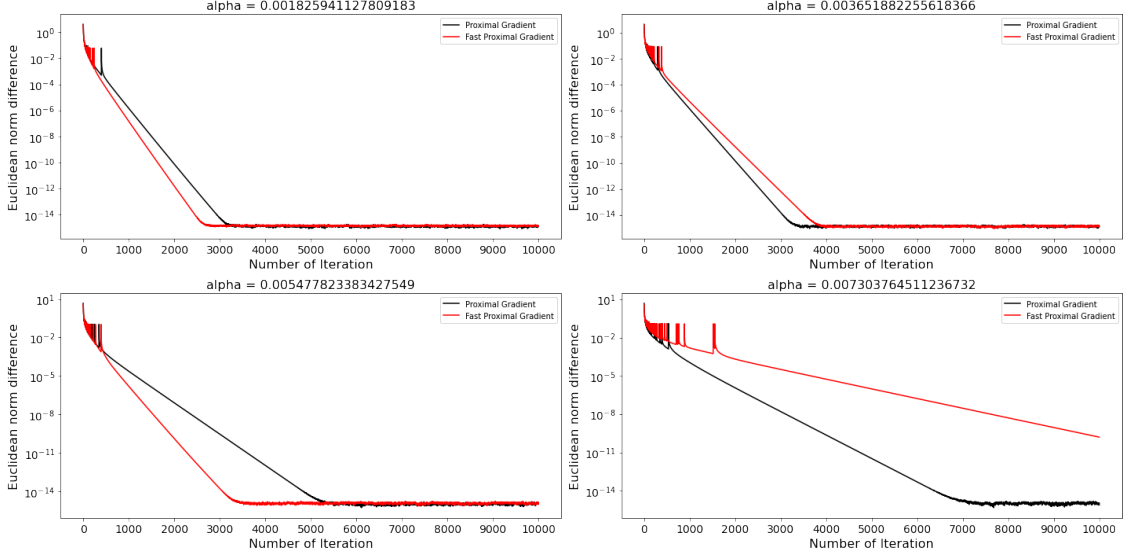 alpha = 0.001825941127809183
Proximal Gradient
Fast Proximal Gradient
Euclidean norm difference
10^0
10^-2
10^-4
10^-6
10^-8
10^-10
10^-12
10^-14
0 1000 2000 3000 4000 5000 6000 7000 8000 9000 10000
Number of Iteration
alpha = 0.003651882255618366
Proximal Gradient
Fast Proximal Gradient
Euclidean norm difference
10^0
10^-2
10^-4
10^-6
10^-8
10^-10
10^-12
10^-14
0 1000 2000 3000 4000 5000 6000 7000 8000 9000 10000
Number of Iteration
alpha = 0.005477823383427549
Proximal Gradient
Fast Proximal Gradient
Euclidean norm difference
10^1
10^-2
10^-5
10^-8
10^-11
10^-14
0 1000 2000 3000 4000 5000 6000 7000 8000 9000 10000
Number of Iteration
alpha = 0.007303764511236732
Proximal Gradient
Fast Proximal Gradient
Euclidean norm difference
10^1
10^-2
10^-5
10^-8
10^-11
10^-14
0 1000 2000 3000 4000 5000 6000 7000 8000 9000 10000
Number of Iteration